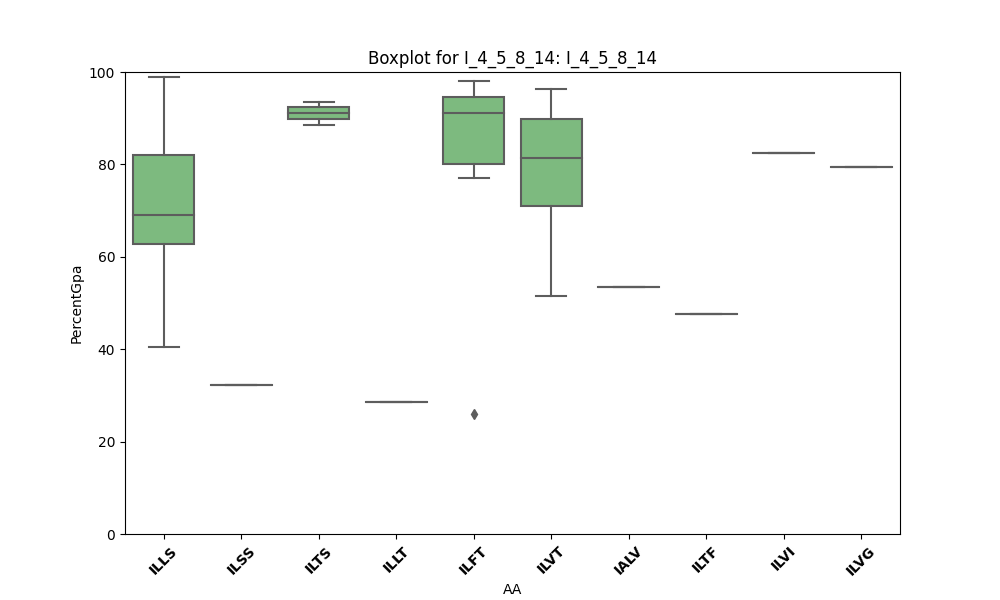 Boxplot for I_4_5_8_14: I_4_5_8_14
100
80
60
40
20
0
PercentGpa
ILLS
ILSS
ILTS
ILLT
ILFT
ILVT
IALV
ILTF
ILVI
ILVG
AA